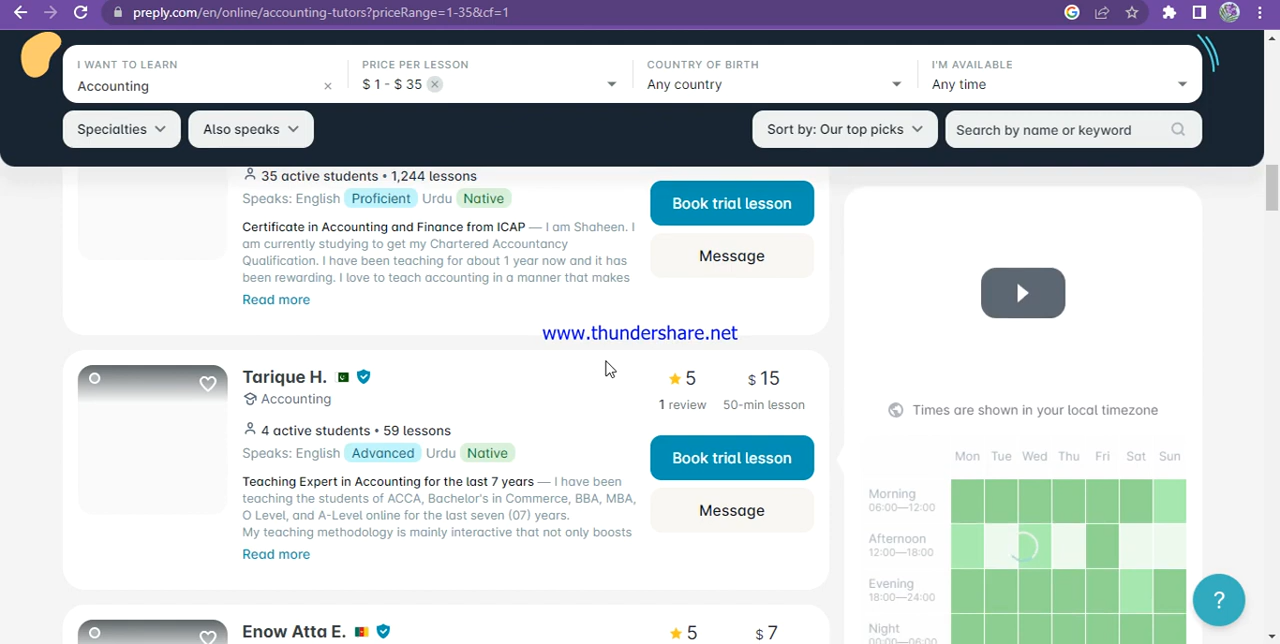 preply.com/en/online/accounting-tutors?priceRange=1-35&cf=1
I WANT TO LEARN
Accounting
PRICE PER LESSON
$ 1 - $ 35
COUNTRY OF BIRTH
Any country
I'M AVAILABLE
Any time
Specialties
Also speaks
Sort by: Our top picks
Search by name or keyword
35 active students • 1,244 lessons
Speaks: English Proficient Urdu Native
Certificate in Accounting and Finance from ICAP — I am Shaheen. I
am currently studying to get my Chartered Accountancy
Qualification. I have been teaching for about 1 year now and it has
been rewarding. I love to teach accounting in a manner that makes
Read more
Book trial lesson
Message
www.thundershare.net
Tarique H.
Accounting
4 active students • 59 lessons
Speaks: English Advanced Urdu Native
Teaching Expert in Accounting for the last 7 years — I have been
teaching the students of ACCA, Bachelor's in Commerce, BBA, MBA,
O Level, and A-Level online for the last seven (07) years.
My teaching methodology is mainly interactive that not only boosts
Read more
5
1 review
$ 15
50-min lesson
Book trial lesson
Message
Enow Atta E.
5
$ 7
Times are shown in your local timezone
Mon Tue Wed Thu Fri Sat Sun
Morning
06:00—12:00
Afternoon
12:00—18:00
Evening
18:00—24:00
Night
00:00—06:00
?